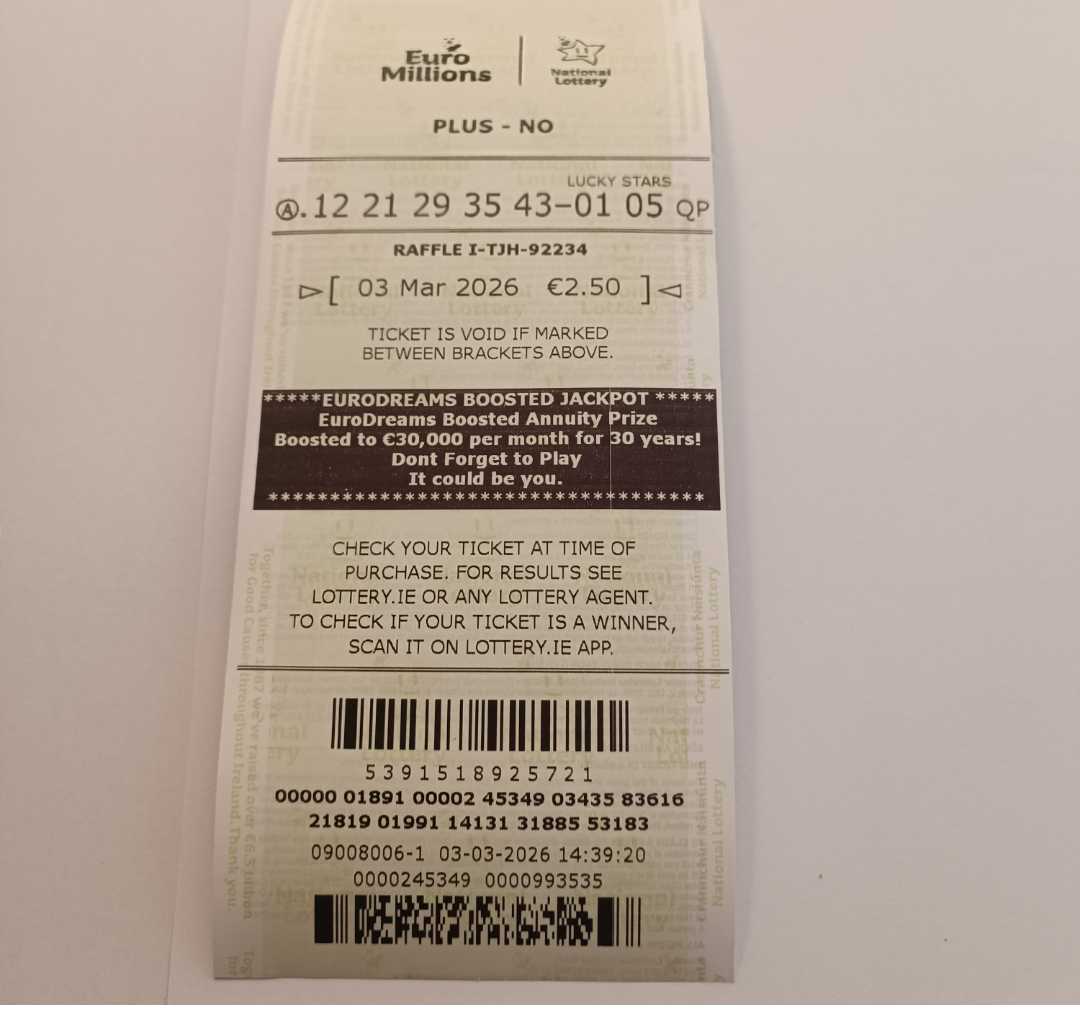 Euro
Millions
National
Lottery
PLUS - NO
LUCKY STARS
Ⓐ.12 21 29 35 43-01 05 QP
RAFFLE I-TJH-92234
▷[ 03 Mar 2026 €2.50 ]◁
TICKET IS VOID IF MARKED
BETWEEN BRACKETS ABOVE.
*****EURODREAMS BOOSTED JACKPOT *****
EuroDreams Boosted Annuity Prize
Boosted to €30,000 per month for 30 years!
Dont Forget to Play
It could be you.
************************************
CHECK YOUR TICKET AT TIME OF
PURCHASE. FOR RESULTS SEE
LOTTERY.IE OR ANY LOTTERY AGENT.
TO CHECK IF YOUR TICKET IS A WINNER,
SCAN IT ON LOTTERY.IE APP.
5391518925721
00000 01891 00002 45349 03435 83616
21819 01991 14131 31885 53183
09008006-1 03-03-2026 14:39:20
0000245349 0000993535